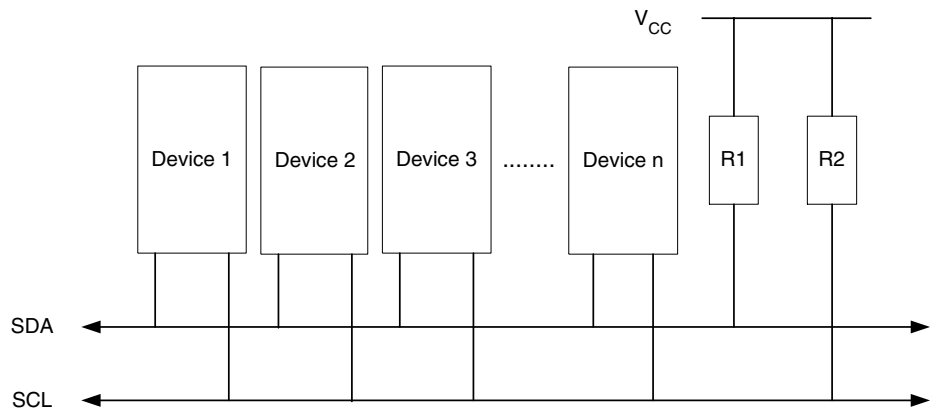 VCC
Device 1
Device 2
Device 3
........
Device n
R1
R2
SDA
SCL